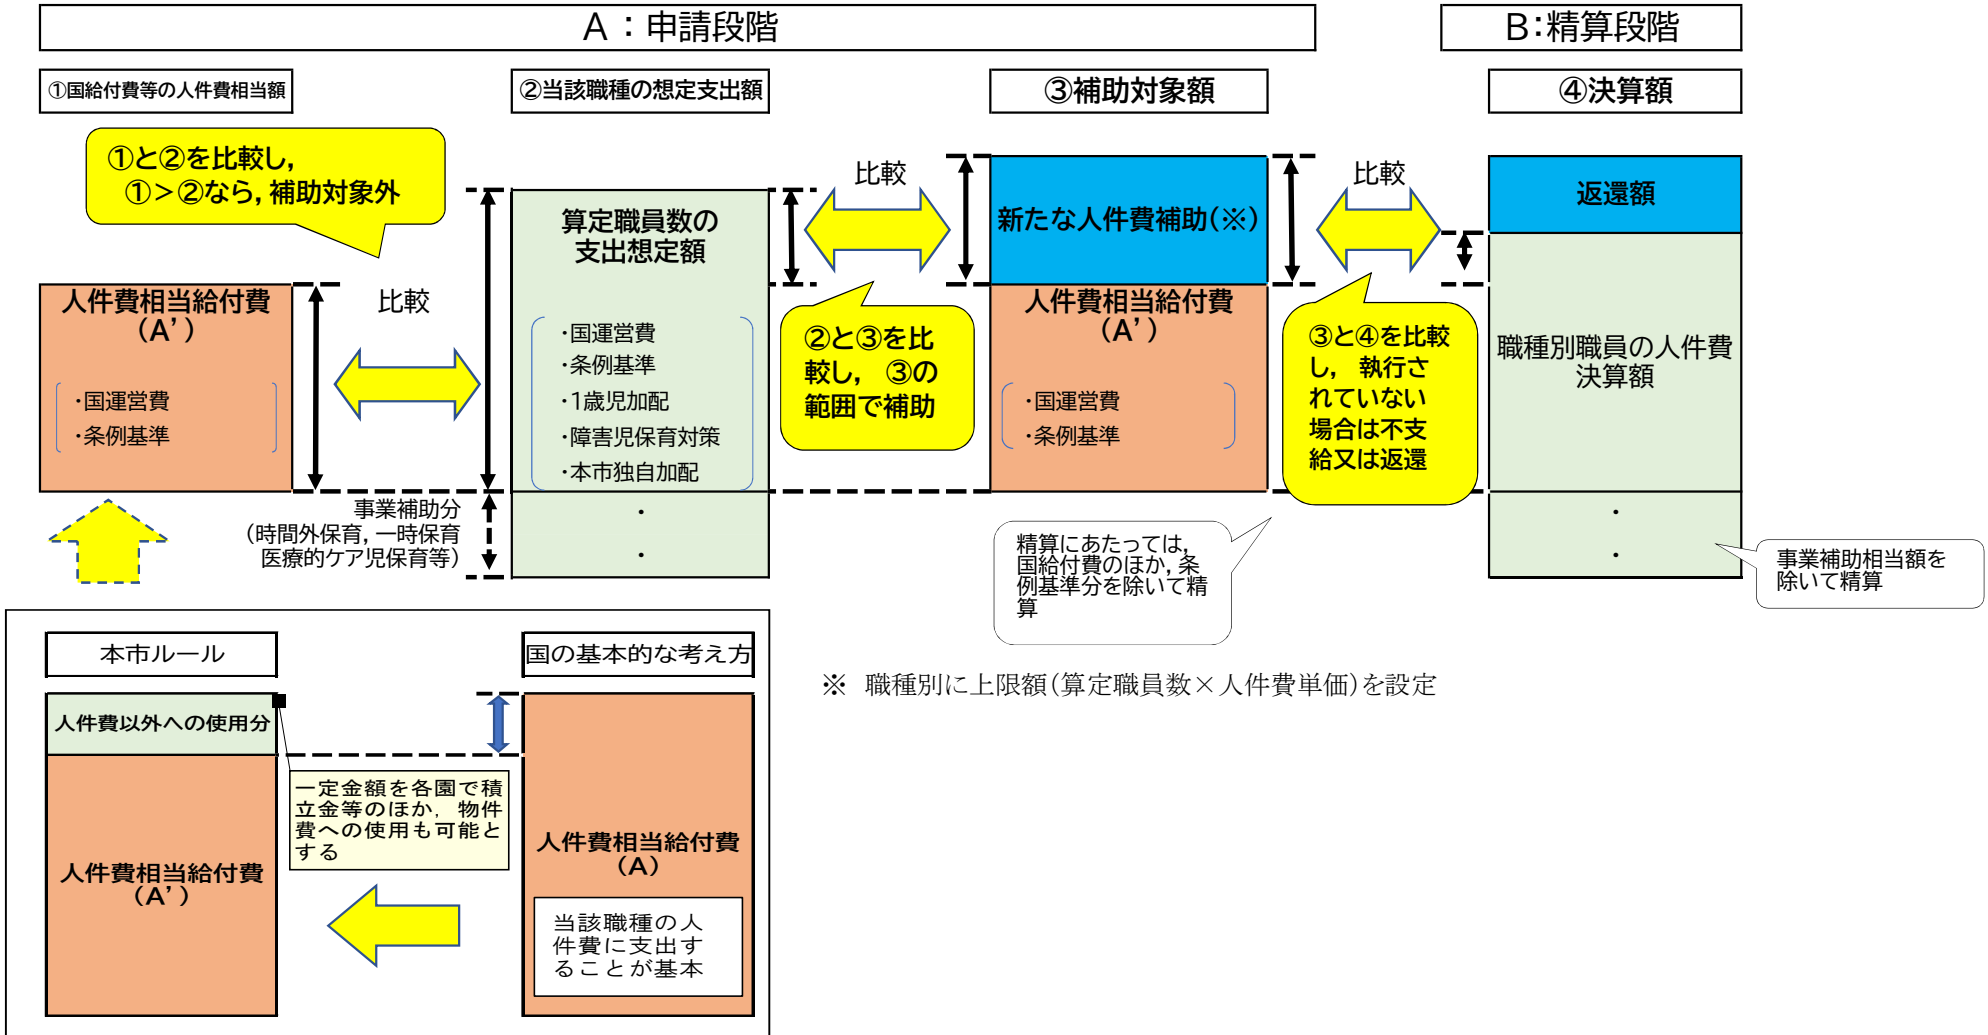 A：申請段階
B：精算段階
①国給付費等の人件費相当額
②当該職種の想定支出額
③補助対象額
④決算額
①と②を比較し，
①＞②なら，補助対象外
人件費相当給付費
（A’）
・国運営費
・条例基準
比較
算定職員数の
支出想定額
・国運営費
・条例基準
・1歳児加配
・障害児保育対策
・本市独自加配
・
・
事業補助分
（時間外保育，一時保育
医療的ケア児保育等）
比較
②と③を比
較し，③の
範囲で補助
新たな人件費補助（※）
人件費相当給付費
（A’）
・国運営費
・条例基準
比較
③と④を比較
し，執行さ
れていない
場合は不支
給又は返還
返還額
職種別職員の人件費
決算額
・
・
精算にあたっては，
国給付費のほか，条
例基準分を除いて精
算
事業補助相当額を
除いて精算
※　職種別に上限額（算定職員数×人件費単価）を設定
本市ルール
国の基本的な考え方
人件費以外への使用分
一定金額を各園で積
立金等のほか，物件
費への使用も可能と
する
人件費相当給付費
（A’）
人件費相当給付費
（A）
当該職種の人
件費に支出す
ることが基本